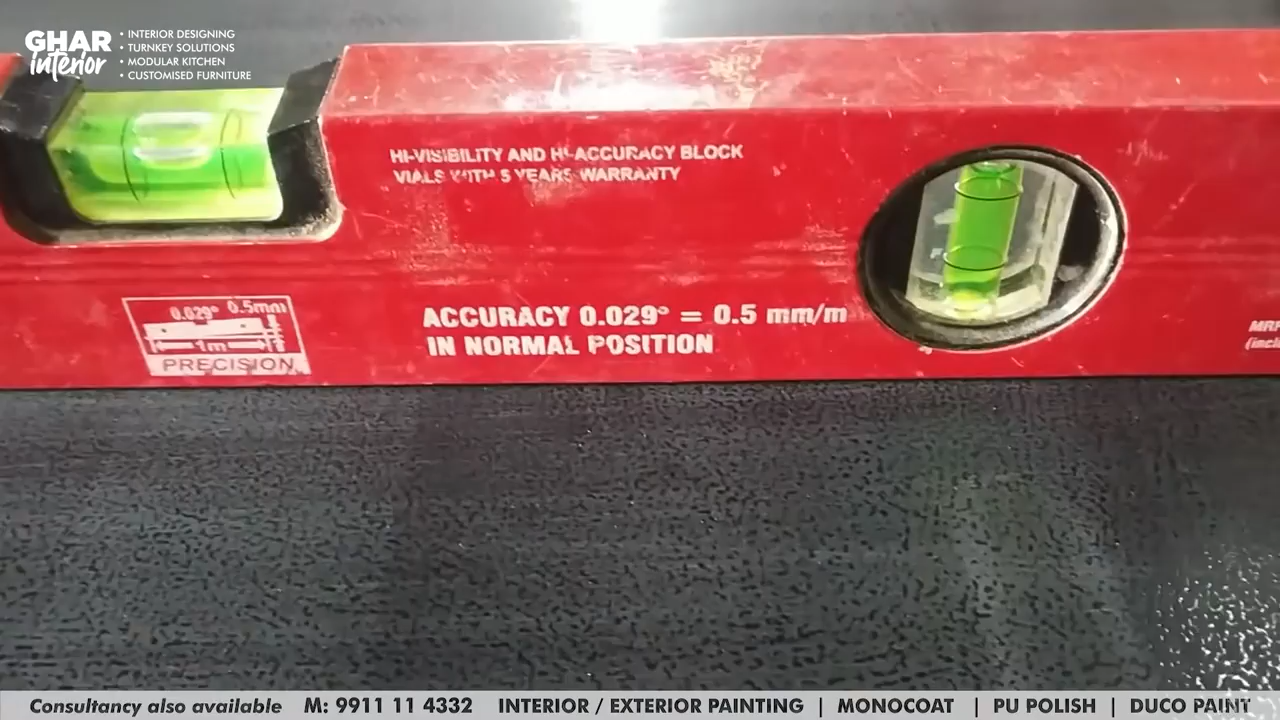 GHAR
interior
• INTERIOR DESIGNING
• TURNKEY SOLUTIONS
• MODULAR KITCHEN
• CUSTOMISED FURNITURE
HI-VISIBILITY AND HI-ACCURACY BLOCK
VIALS WITH 5 YEARS WARRANTY
0.029° 0.5mm
1m
PRECISION
ACCURACY 0.029° = 0.5 mm/m
IN NORMAL POSITION
Consultancy also available M: 9911 11 4332 INTERIOR / EXTERIOR PAINTING | MONOCOAT | PU POLISH | DUCO PAINT